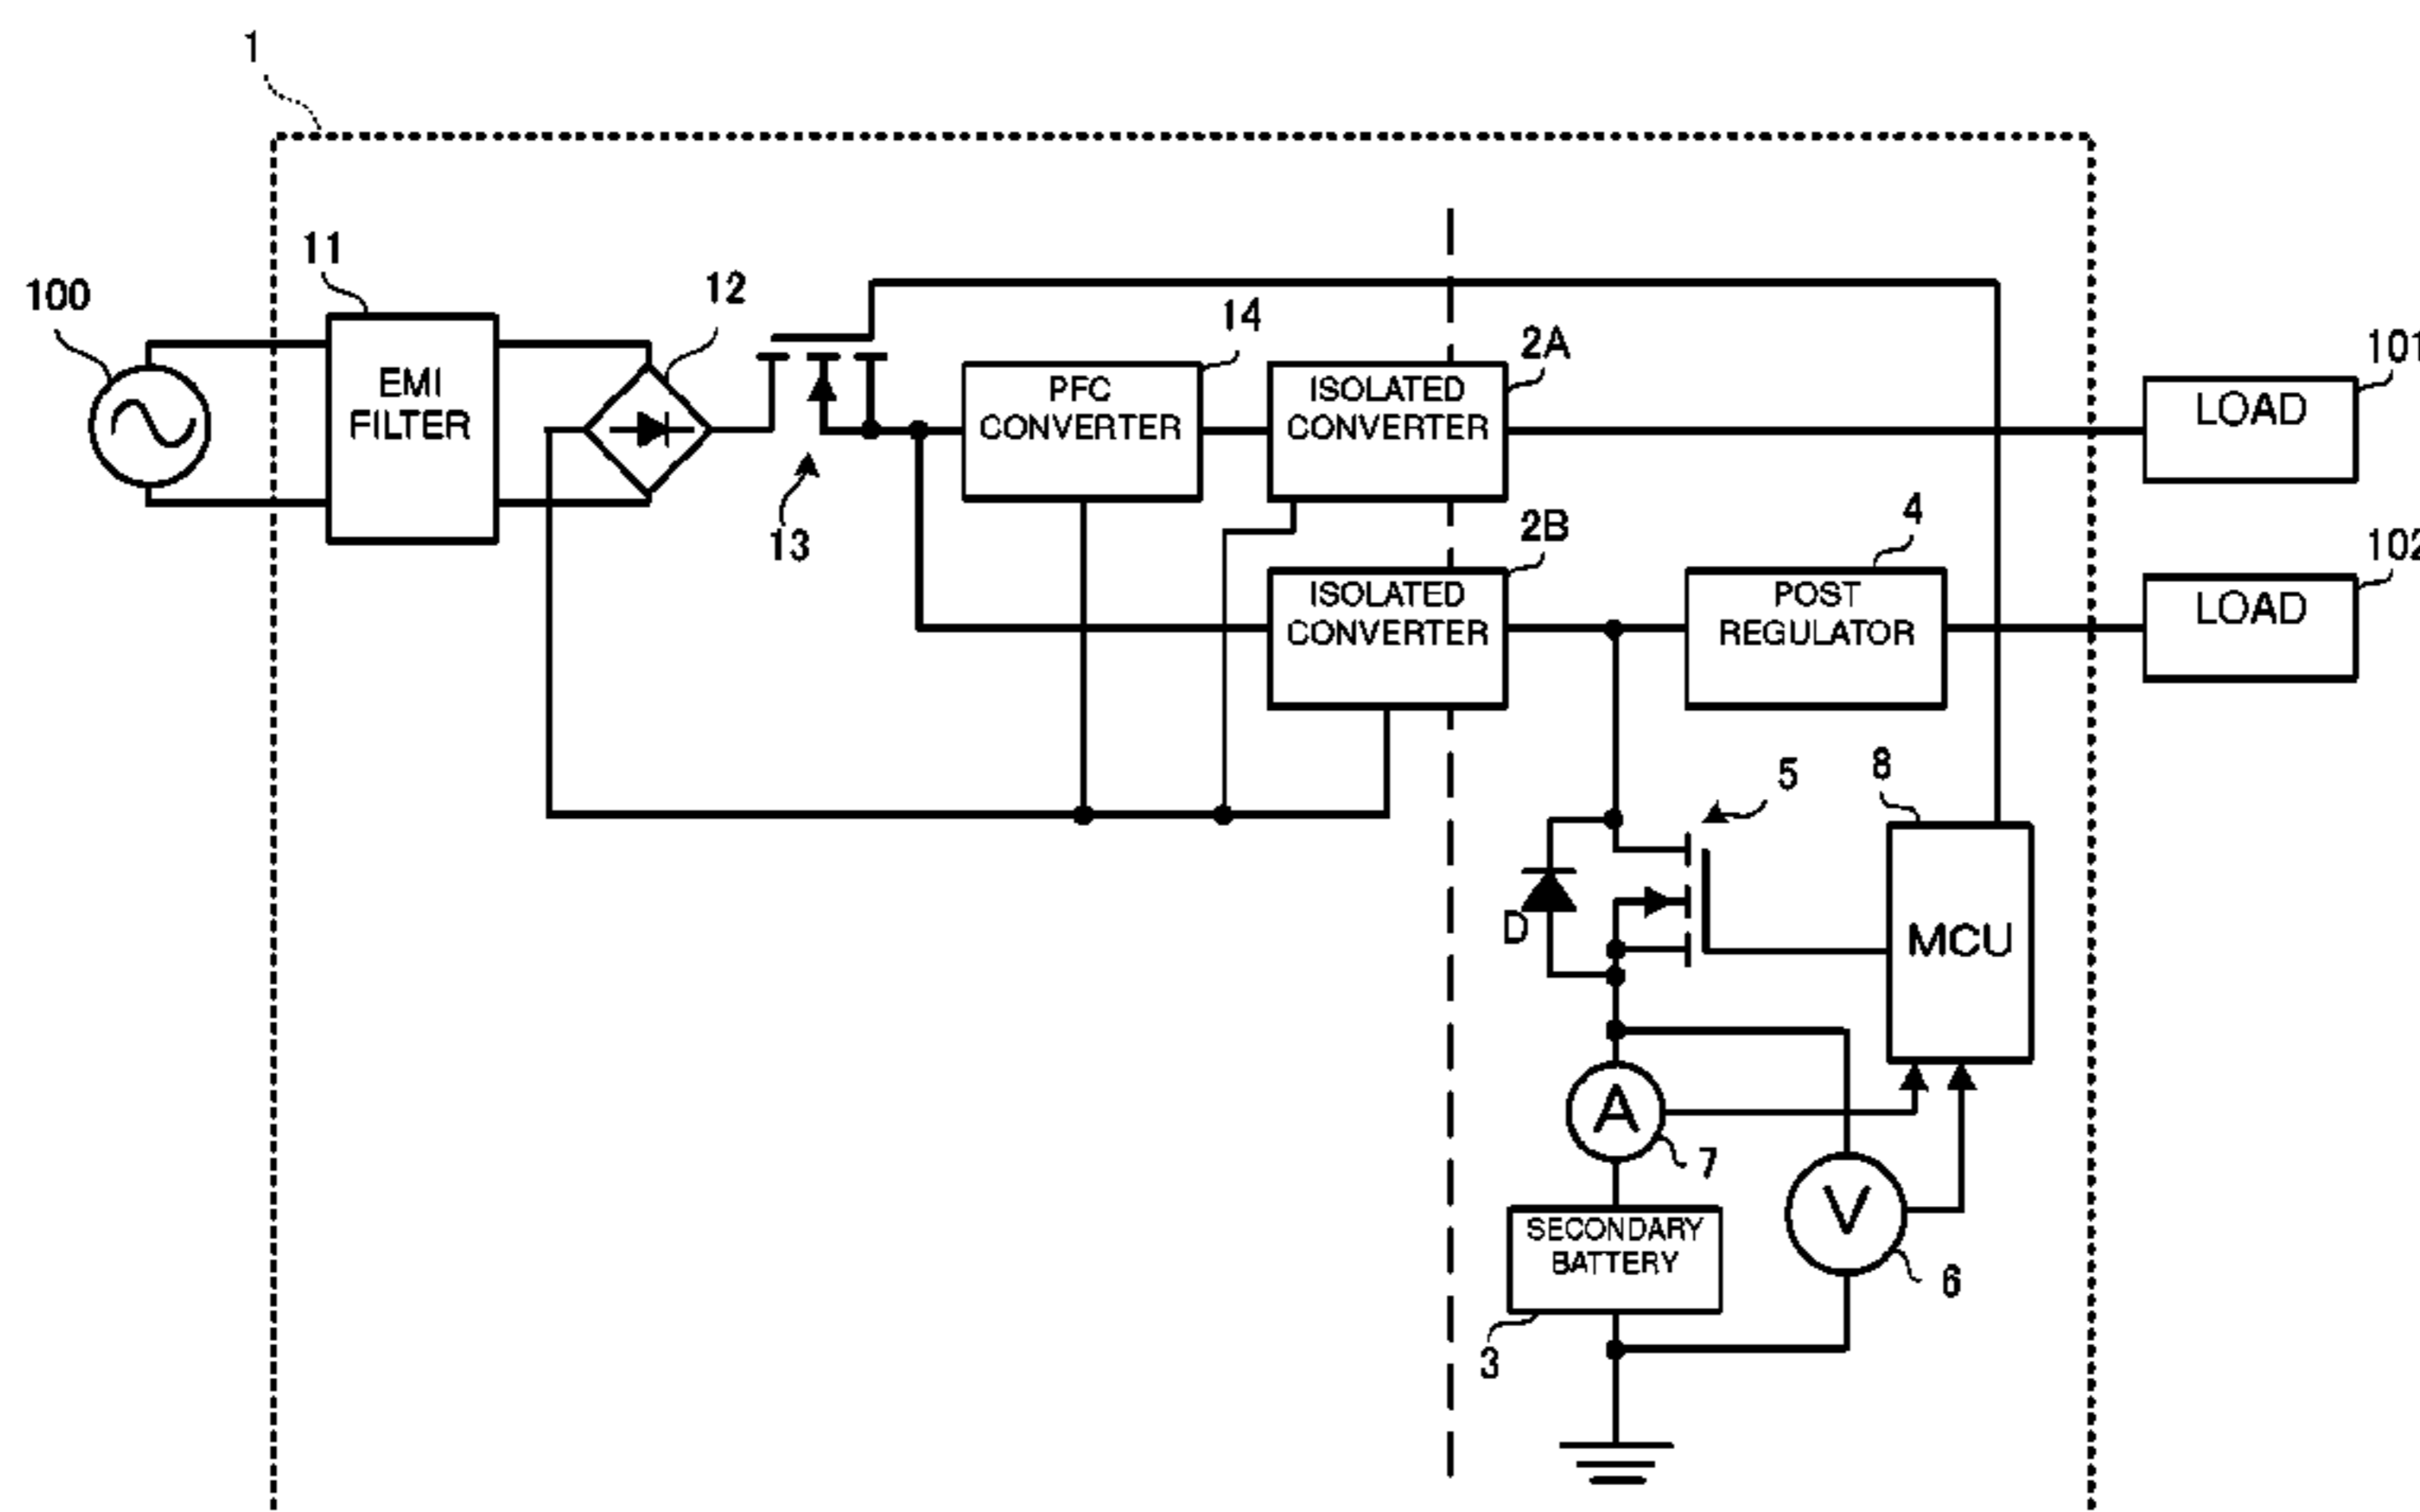 1
100
11
EMI
FILTER
12
13
14
PFC
CONVERTER
2A
ISOLATED
CONVERTER
101
LOAD
2B
ISOLATED
CONVERTER
4
POST
REGULATOR
102
LOAD
5
8
MCU
D
A
7
V
6
SECONDARY
BATTERY
3